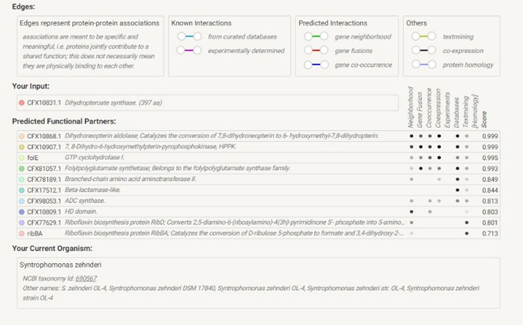 Edges:
Edges represent protein-protein associations
associations are meant to be specific and
meaningful, i.e. proteins jointly contribute to a
shared function; this does not necessarily mean
they are physically binding to each other.
Known Interactions
from curated databases
experimentally determined
Predicted Interactions
gene neighborhood
gene fusions
gene co-occurrence
Others
textmining
co-expression
protein homology
Your Input:
CFX10831.1 Dihydropteroate synthase. (397 aa)
Neighborhood
Gene Fusion
Cooccurrence
Coexpression
Experiments
Databases
Textmining
[Homology]
Score
Predicted Functional Partners:
CFX10868.1 Dihydroneopterin aldolase; Catalyzes the conversion of 7,8-dihydroneopterin to 6- hydroxymethyl-7,8-dihydropterin. 0.999
CFX10907.1 7, 8-Dihydro-6-hydroxymethylpterin-pyrophosphokinase, HPPK. 0.999
folE GTP cyclohydrolase I. 0.995
CFX81057.1 Folylpolyglutamate synthetase; Belongs to the folylpolyglutamate synthase family. 0.992
CFX78189.1 Branched-chain amino acid aminotransferase II. 0.849
CFX17512.1 Beta-lactamase-like. 0.844
CFX98053.1 ADC synthase. 0.813
CFX10809.1 HD domain. 0.803
CFX77629.1 Riboflavin biosynthesis protein RibD; Converts 2,5-diamino-6-(ribosylamino)-4(3h)-pyrimidinone 5'- phosphate into 5-amino... 0.801
ribBA Riboflavin biosynthesis protein RibBA; Catalyzes the conversion of D-ribulose 5-phosphate to formate and 3,4-dihydroxy-2-... 0.713
Your Current Organism:
Syntrophomonas zehnderi
NCBI taxonomy Id: 690567
Other names: S. zehnderi OL-4, Syntrophomonas zehnderi DSM 17840, Syntrophomonas zehnderi OL-4, Syntrophomonas zehnderi str. OL-4, Syntrophomonas zehnderi
strain OL-4